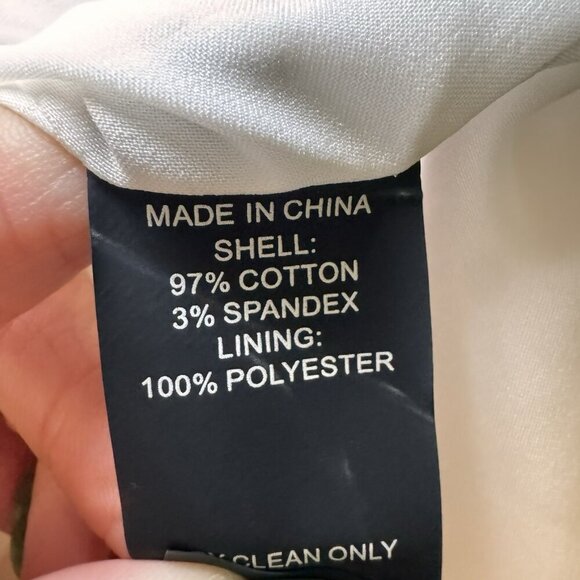 MADE IN CHINA
SHELL:
97% COTTON
3% SPANDEX
LINING:
100% POLYESTER
CLEAN ONLY